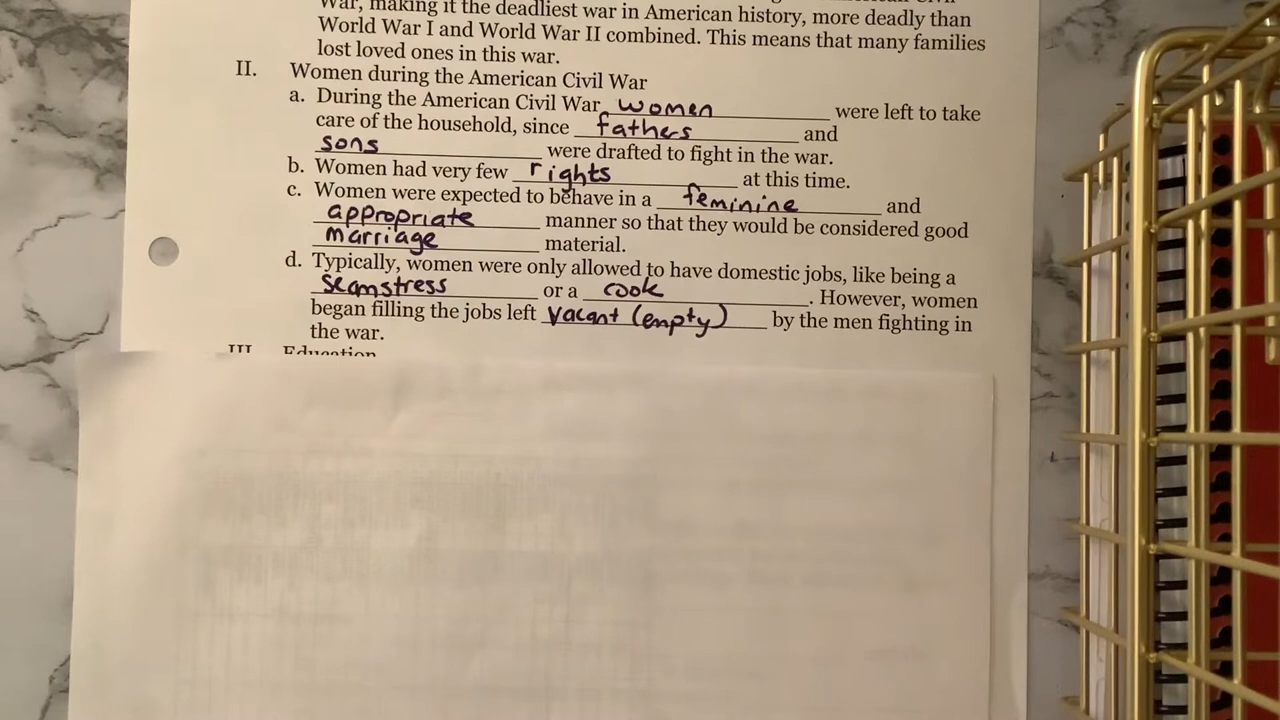 War, making it the deadliest war in American history, more deadly than
World War I and World War II combined. This means that many families
lost loved ones in this war.
II. Women during the American Civil War
a. During the American Civil War women were left to take
care of the household, since fathers and
sons were drafted to fight in the war.
b. Women had very few rights at this time.
c. Women were expected to behave in a feminine and
appropriate manner so that they would be considered good
marriage material.
d. Typically, women were only allowed to have domestic jobs, like being a
seamstress or a cook. However, women
began filling the jobs left vacant (empty) by the men fighting in
the war.
III. Education